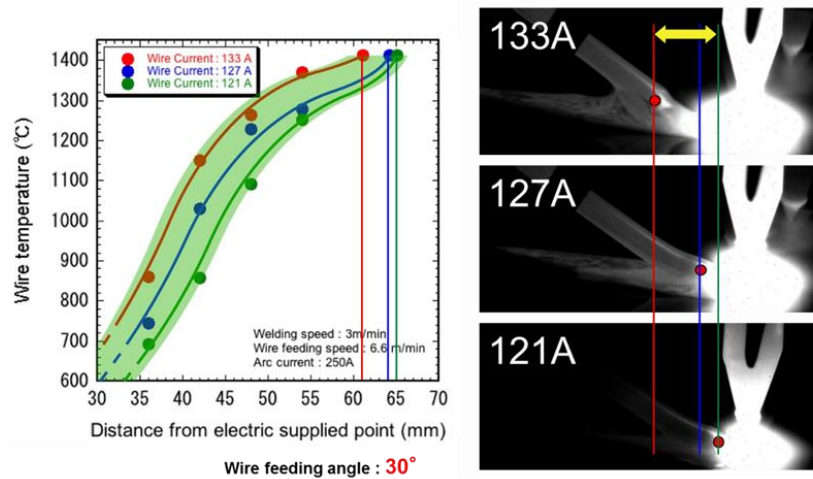 1400
1300
1200
1100
1000
900
800
700
600
Wire temperature (℃)
Wire Current : 133 A
Wire Current : 127 A
Wire Current : 121 A
Welding speed : 3m/min
Wire feeding speed : 6.6 m/min
Arc current : 250A
30 35 40 45 50 55 60 65 70
Distance from electric supplied point (mm)
Wire feeding angle : 30°
133A
127A
121A